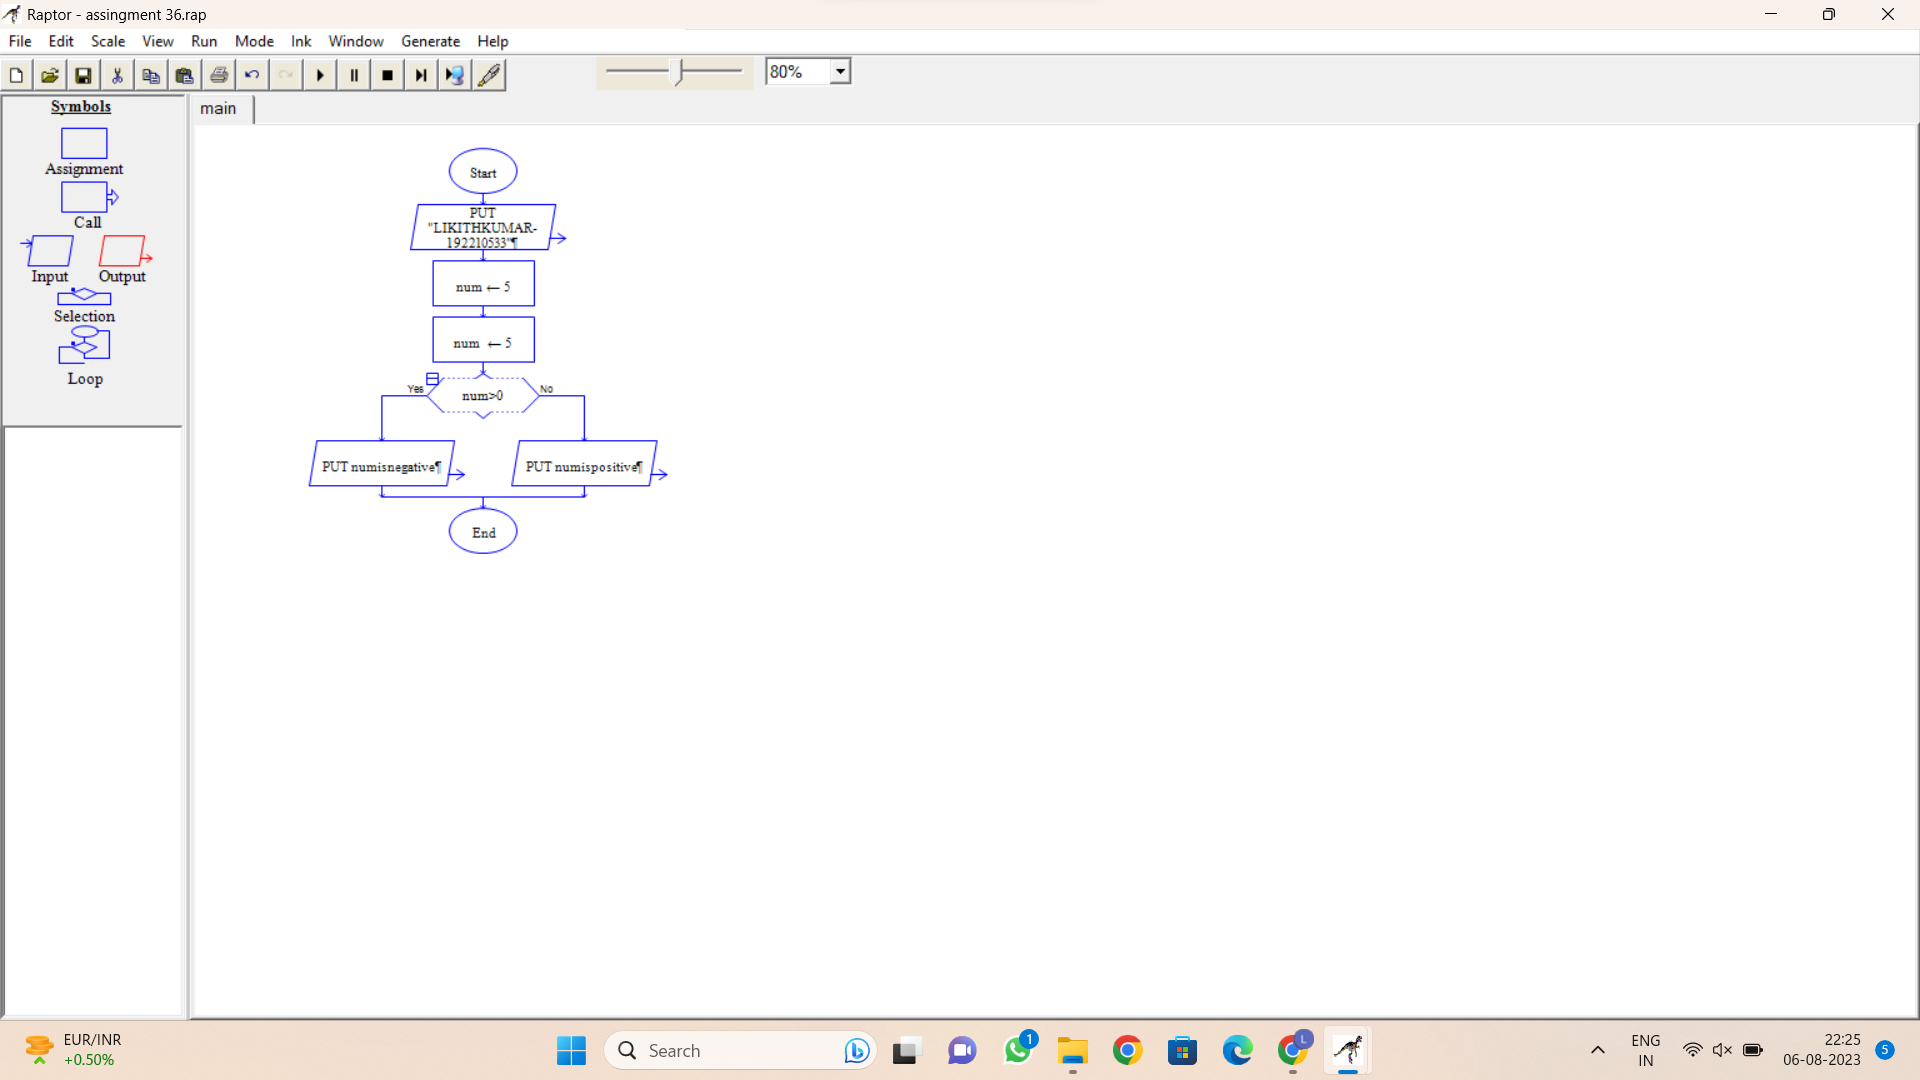 Raptor - assingment 36.rap
File Edit Scale View Run Mode Ink Window Generate Help
80%
Symbols
Assignment
Call
Input Output
Selection
Loop
main
Start
PUT
"LIKITHKUMAR-
192210533"¶
num ← 5
num ← 5
Yes num>0 No
PUT numisnegative¶ PUT numispositive¶
End
EUR/INR
+0.50%
Search
1
L
ENG
IN
22:25
06-08-2023
5